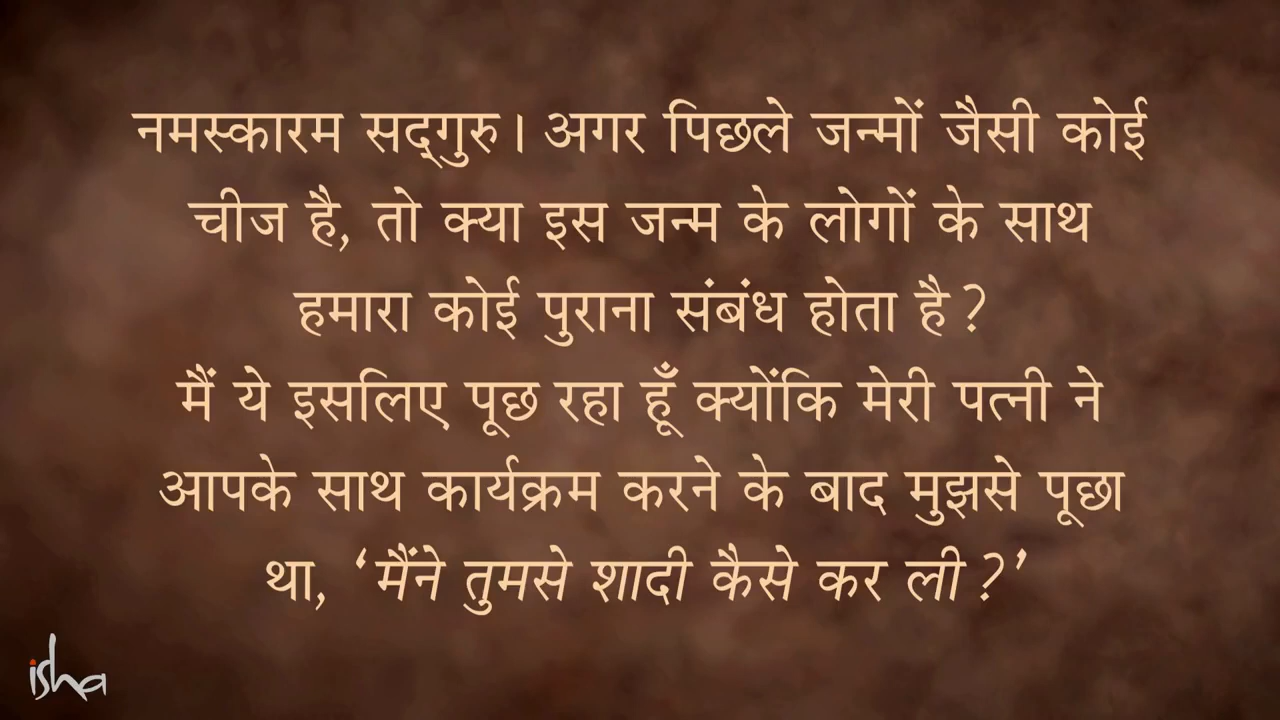 नमस्कारम सद्गुरु। अगर पिछले जन्मों जैसी कोई
चीज है, तो क्या इस जन्म के लोगों के साथ
हमारा कोई पुराना संबंध होता है?
मैं ये इसलिए पूछ रहा हूँ क्योंकि मेरी पत्नी ने
आपके साथ कार्यक्रम करने के बाद मुझसे पूछा
था, ‘मैंने तुमसे शादी कैसे कर ली?’
isha